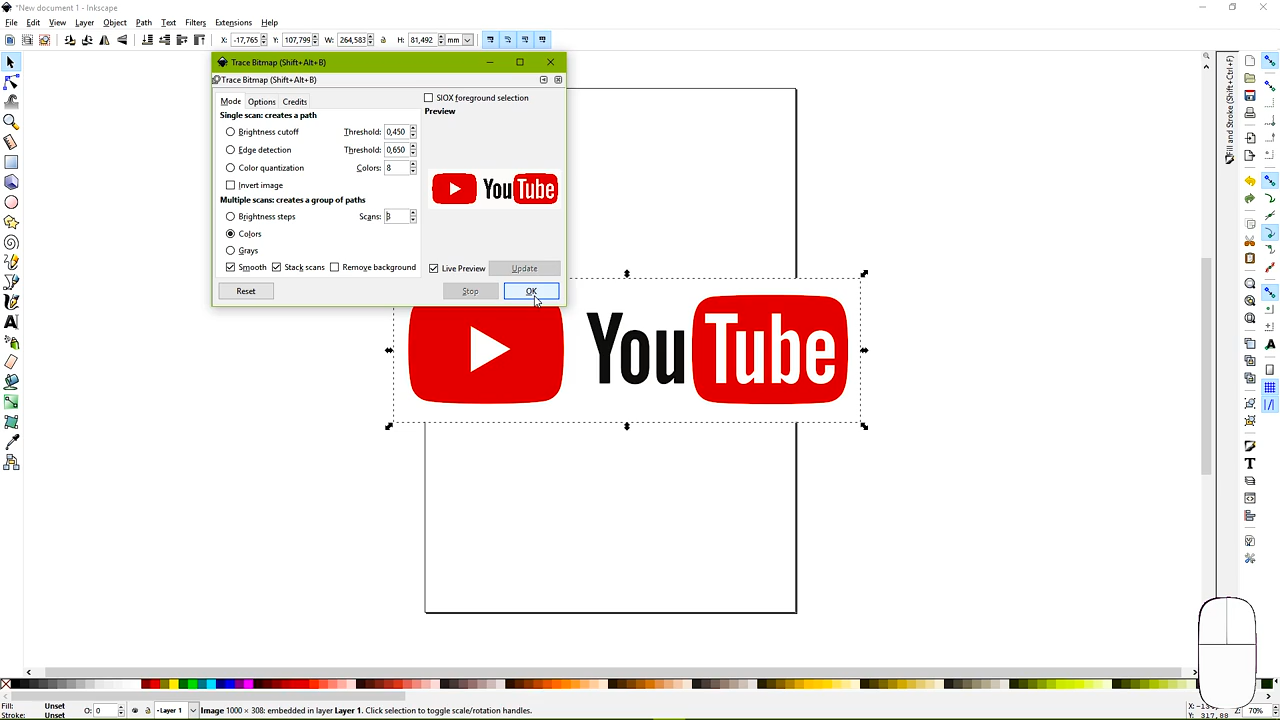 *New document 1 - Inkscape
File Edit View Layer Object Path Text Filters Extensions Help
X: -17,765 Y: 107,799 W: 264,583 H: 81,492 mm
Trace Bitmap (Shift+Alt+B)
Trace Bitmap (Shift+Alt+B)
Mode Options Credits
SIOX foreground selection
Single scan: creates a path
Preview
Brightness cutoff Threshold: 0,450
Edge detection Threshold: 0,650
Color quantization Colors: 8
Invert image
YouTube
Multiple scans: creates a group of paths
Brightness steps Scans: 3
Colors
Grays
Smooth Stack scans Remove background
Live Preview Update
Reset Stop OK
YouTube
Fill and Stroke (Shift+Ctrl+F)
Fill: Unset
Stroke: Unset
O: 0
Layer 1
Image 1000 × 308: embedded in layer Layer 1. Click selection to toggle scale/rotation handles.
Y: 317,88
Z: 70%